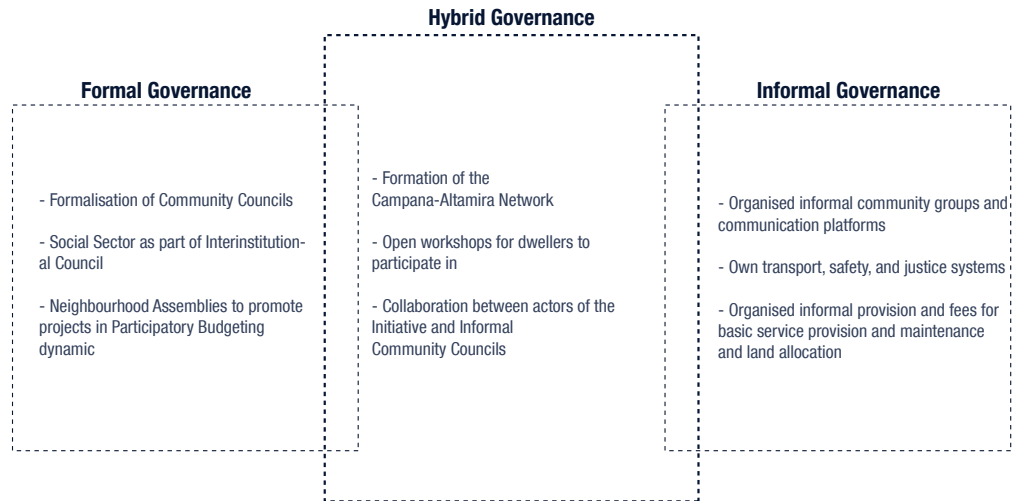 Hybrid Governance
Formal Governance
- Formalisation of Community Councils
- Social Sector as part of Interinstitution-
al Council
- Neighbourhood Assemblies to promote
projects in Participatory Budgeting
dynamic
- Formation of the
Campana-Altamira Network
- Open workshops for dwellers to
participate in
- Collaboration between actors of the
Initiative and Informal
Community Councils
Informal Governance
- Organised informal community groups and
communication platforms
- Own transport, safety, and justice systems
- Organised informal provision and fees for
basic service provision and maintenance
and land allocation